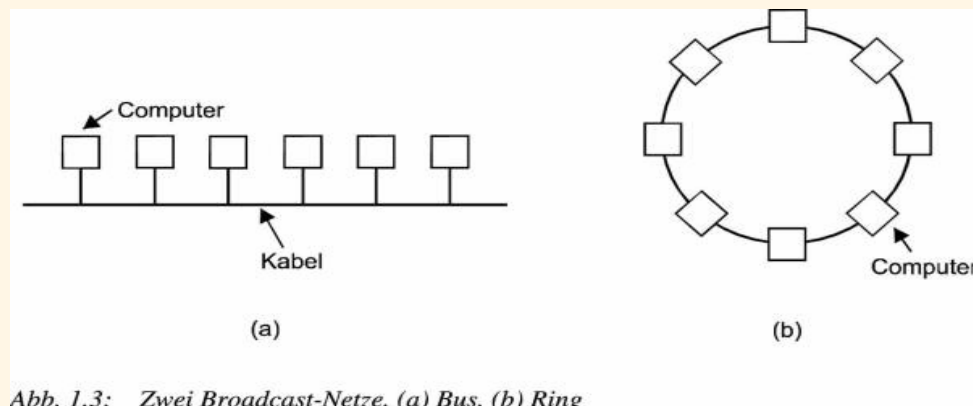 Computer
Kabel
Computer
(a)
(b)
Abb. 1.3: Zwei Broadcast-Netze. (a) Bus. (b) Ring